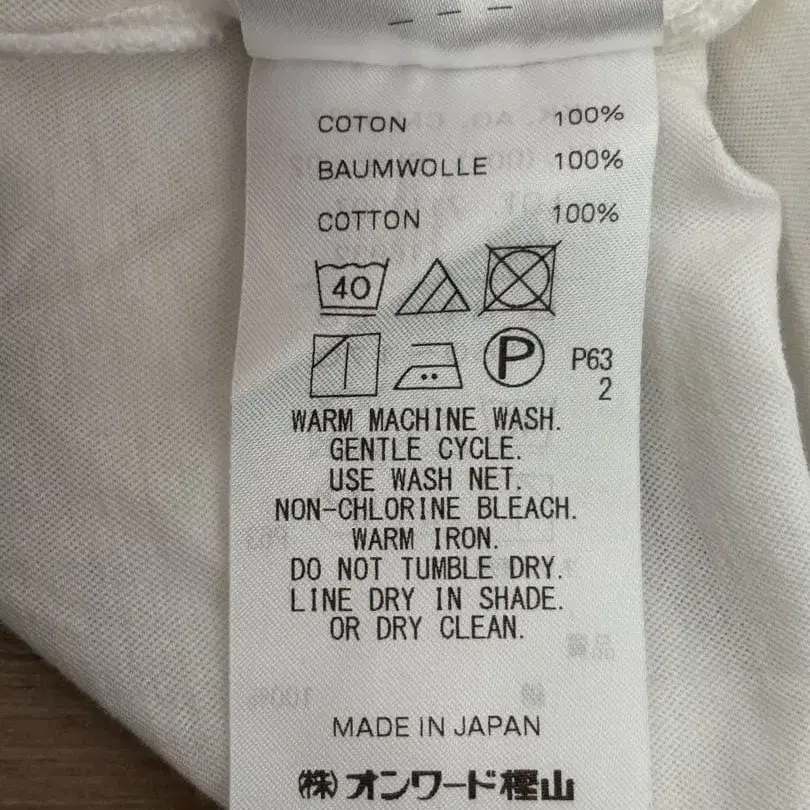 COTON 100%
BAUMWOLLE 100%
COTTON 100%
40
P P63
2
WARM MACHINE WASH.
GENTLE CYCLE.
USE WASH NET.
NON-CHLORINE BLEACH.
WARM IRON.
DO NOT TUMBLE DRY.
LINE DRY IN SHADE.
OR DRY CLEAN.
MADE IN JAPAN
㈱オンワード樫山